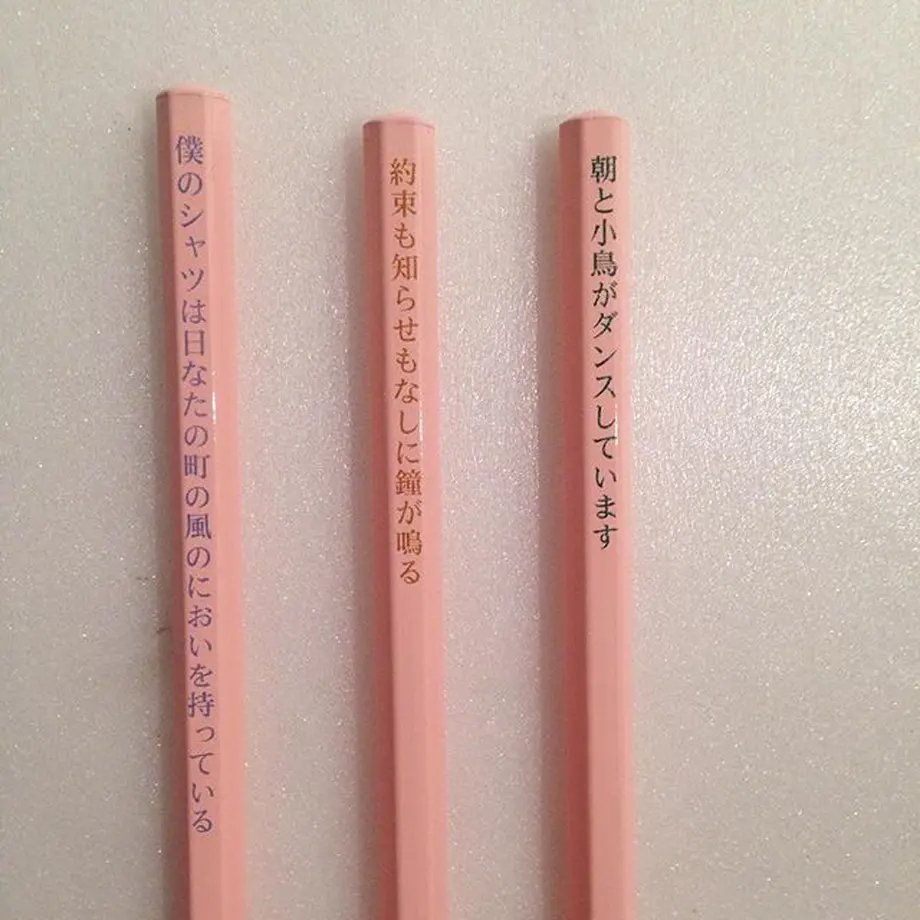 僕のシャツは日なたの町の風のにおいを持っている
約束も知らせもなしに鐘が鳴る
朝と小鳥がダンスしています